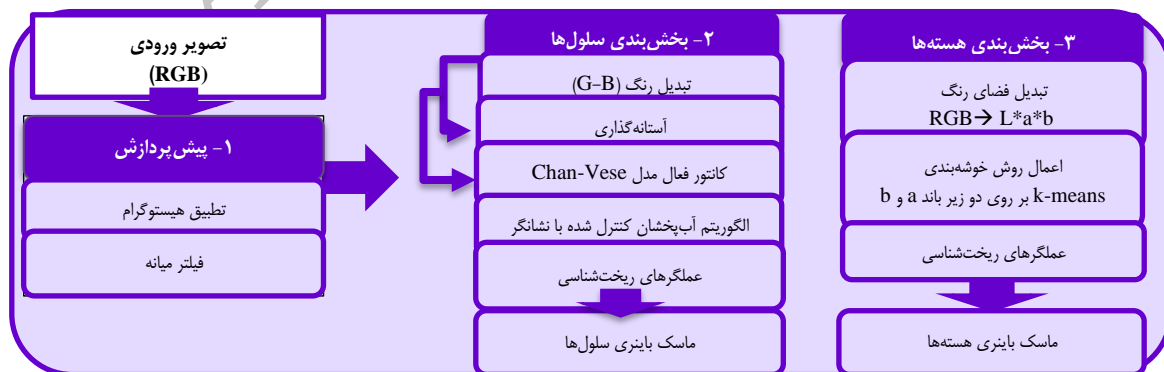 تصویر ورودی
(RGB)
۱- پیش‌پردازش
تطبیق هیستوگرام
فیلتر میانه
۲- بخش‌بندی سلول‌ها
تبدیل رنگ (G-B)
آستانه‌گذاری
کانتور فعال مدل Chan-Vese
الگوریتم آب‌پخشان کنترل شده با نشانگر
عملگرهای ریخت‌شناسی
ماسک باینری سلول‌ها
۳- بخش‌بندی هسته‌ها
تبدیل فضای رنگ
RGB→ L*a*b
اعمال روش خوشه‌بندی
k-means بر روی دو زیر باند a و b
عملگرهای ریخت‌شناسی
ماسک باینری هسته‌ها